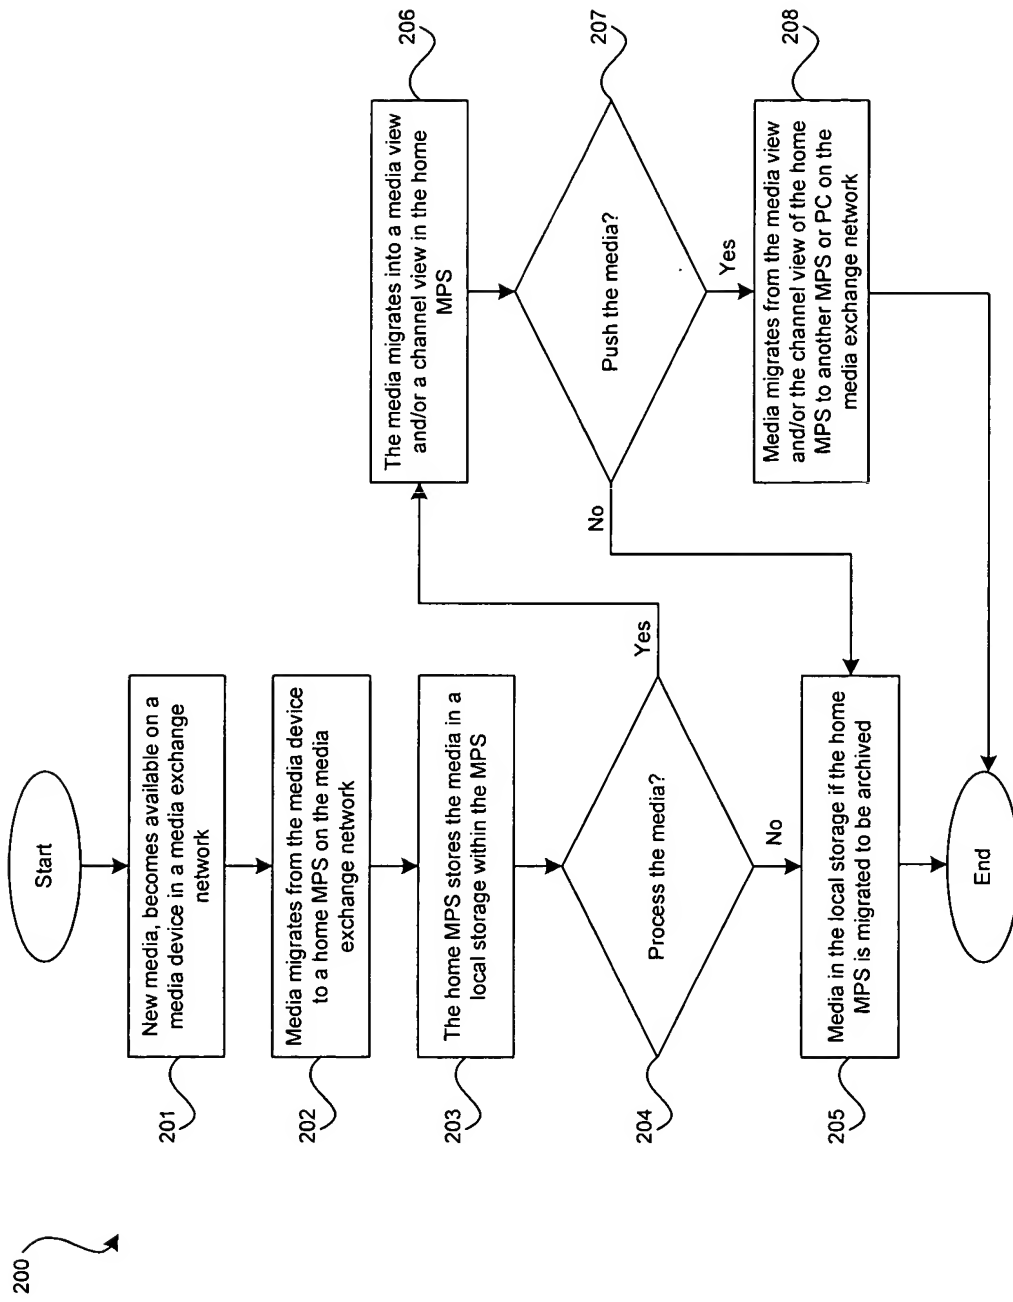 200
Start
New media, becomes available on a
media device in a media exchange
network
201
Media migrates from the media device
to a home MPS on the media
exchange network
202
The home MPS stores the media in a
local storage within the MPS
203
Process the media?
204
Yes
No
Media in the local storage if the home
MPS is migrated to be archived
205
End
The media migrates into a media view
and/or a channel view in the home
MPS
206
Push the media?
207
No
Yes
Media migrates from the media view
and/or the channel view of the home
MPS to another MPS or PC on the
media exchange network
208